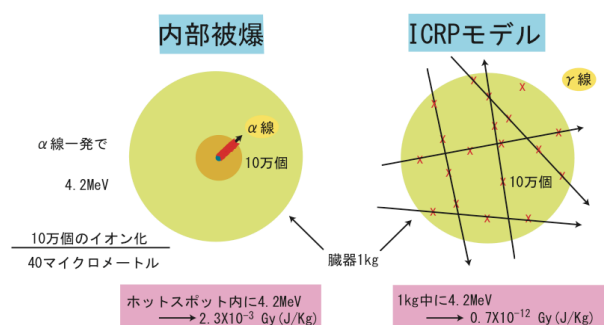 内部被爆
ICRPモデル
α線
γ線
α線一発で
10万個
4.2MeV
10万個
10万個のイオン化
40マイクロメートル
臓器1kg
ホットスポット内に4.2MeV
2.3X10⁻³ Gy(J/Kg)
1kg中に4.2MeV
0.7X10⁻¹² Gy(J/Kg)